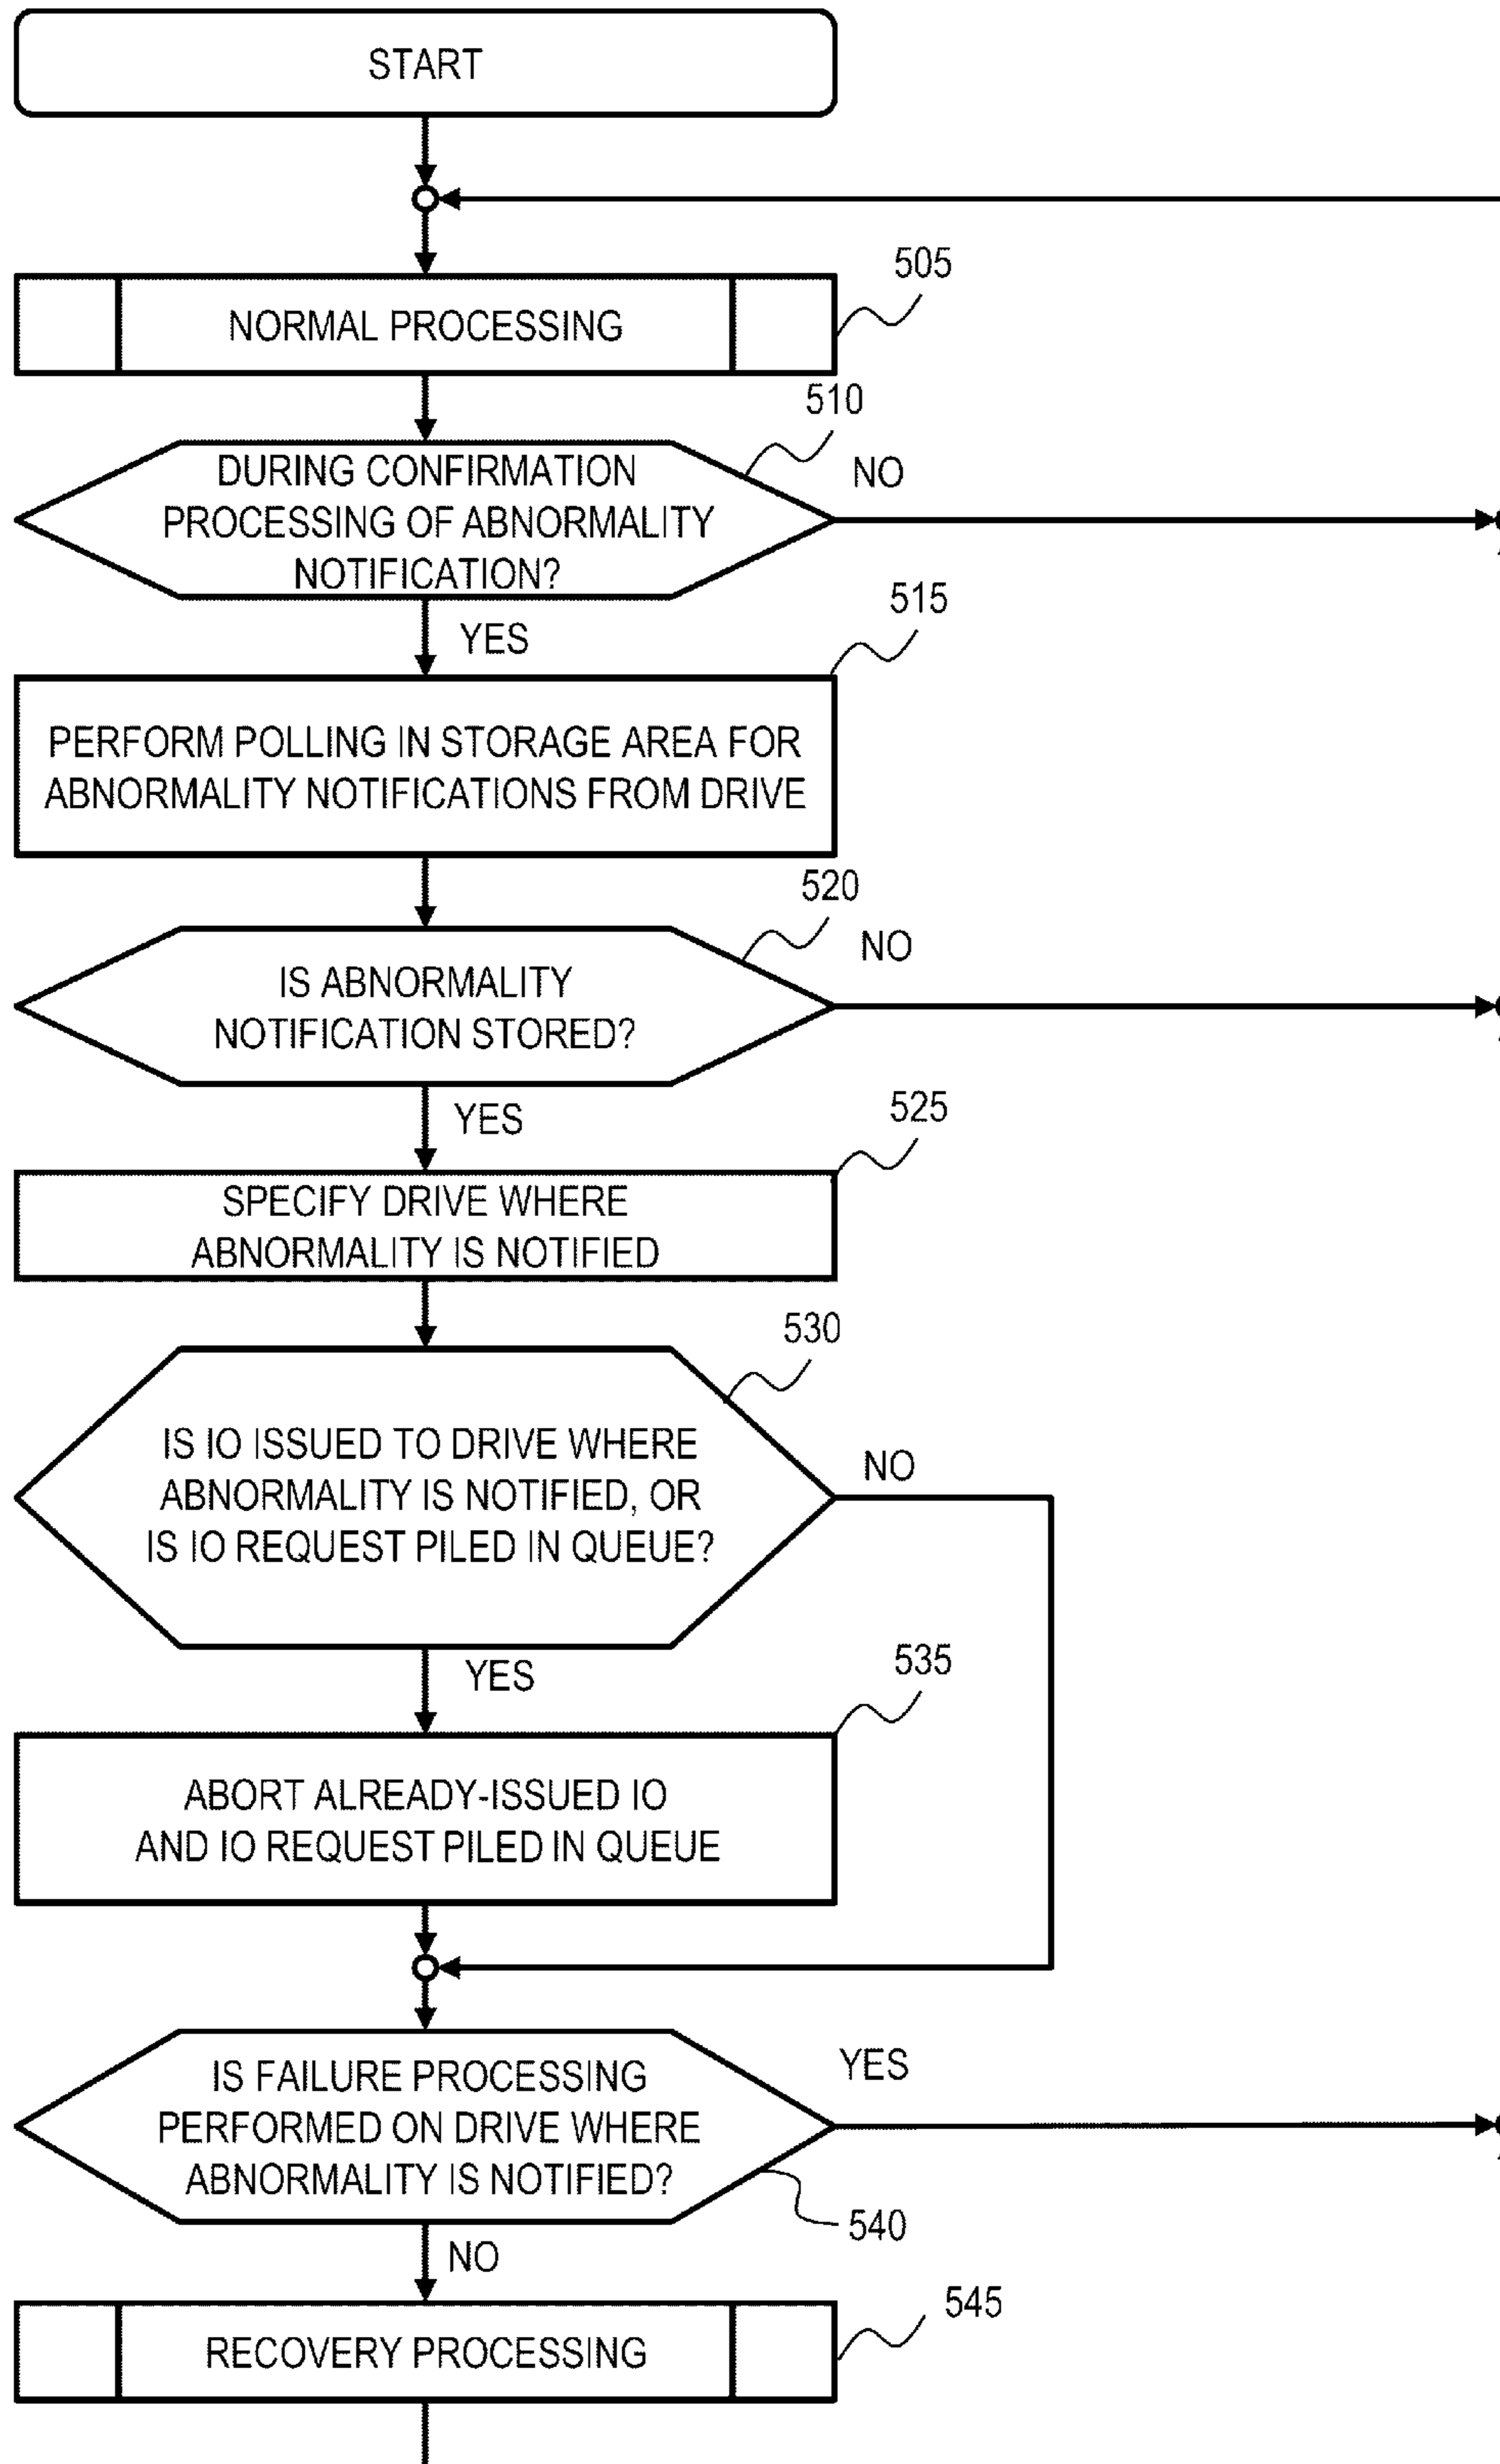 START
505
NORMAL PROCESSING
510
DURING CONFIRMATION
PROCESSING OF ABNORMALITY
NOTIFICATION?
NO
YES
515
PERFORM POLLING IN STORAGE AREA FOR
ABNORMALITY NOTIFICATIONS FROM DRIVE
520
IS ABNORMALITY
NOTIFICATION STORED?
NO
YES
525
SPECIFY DRIVE WHERE
ABNORMALITY IS NOTIFIED
530
IS IO ISSUED TO DRIVE WHERE
ABNORMALITY IS NOTIFIED, OR
IS IO REQUEST PILED IN QUEUE?
NO
YES
535
ABORT ALREADY-ISSUED IO
AND IO REQUEST PILED IN QUEUE
IS FAILURE PROCESSING
PERFORMED ON DRIVE WHERE
ABNORMALITY IS NOTIFIED?
YES
540
NO
545
RECOVERY PROCESSING